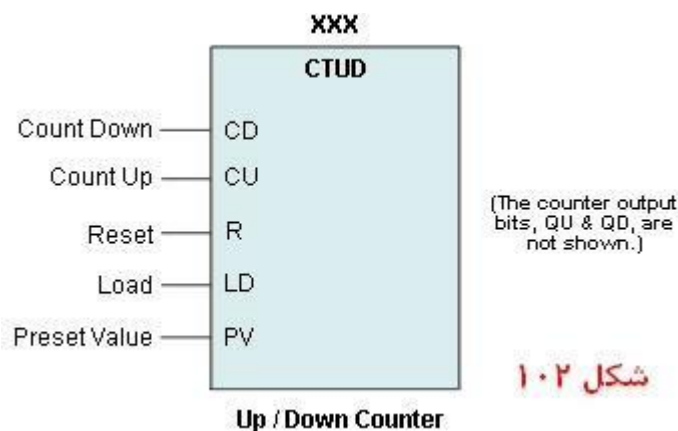 XXX
CTUD
Count Down CD
Count Up CU
Reset R
Load LD
Preset Value PV
(The counter output
bits, QU & QD, are
not shown.)
شکل ۱۰۲
Up / Down Counter